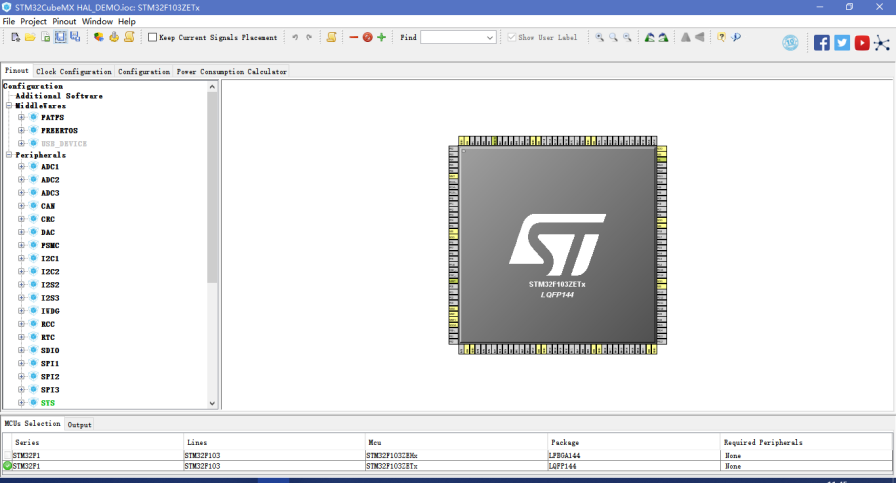 STM32CubeMX HAL_DEMO.ioc: STM32F103ZETx
File Project Pinout Window Help
Keep Current Signals Placement Find Show User Label
Pinout Clock Configuration Configuration Power Consumption Calculator
Configuration
Additional Software
MiddleWares
FATFS
FREERTOS
USB_DEVICE
Peripherals
ADC1
ADC2
ADC3
CAN
CRC
DAC
FSMC
I2C1
I2C2
I2S2
I2S3
IWDG
RCC
RTC
SDIO
SPI1
SPI2
SPI3
SYS
ST
STM32F103ZETx
LQFP144
MCUs Selection Output
Series Lines Mcu Package Required Peripherals
STM32F1 STM32F103 STM32F103ZEHx LFBGA144 None
STM32F1 STM32F103 STM32F103ZETx LQFP144 None